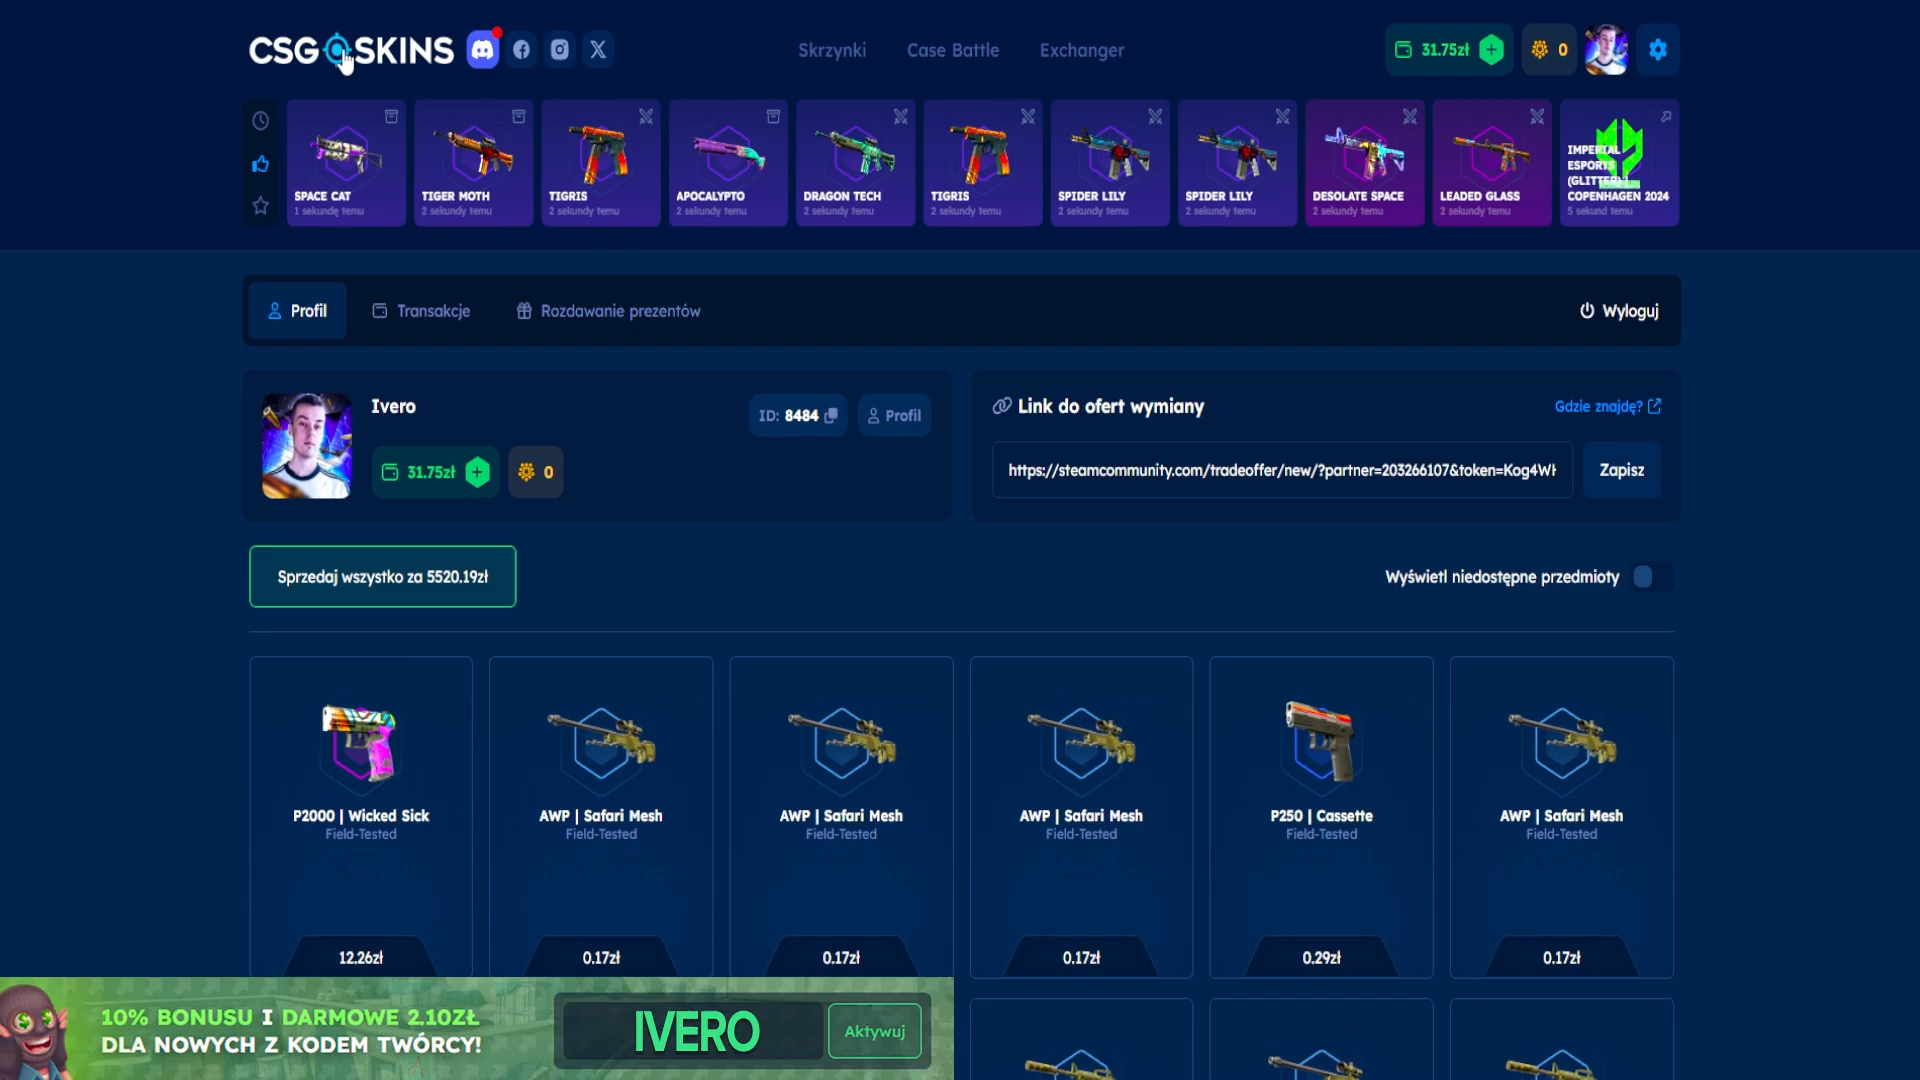 CSG SKINS
Skrzynki
Case Battle
Exchanger
31.75zł
0
SPACE CAT
1 sekundę temu
TIGER MOTH
2 sekundy temu
TIGRIS
2 sekundy temu
APOCALYPTO
2 sekundy temu
DRAGON TECH
2 sekundy temu
TIGRIS
2 sekundy temu
SPIDER LILY
2 sekundy temu
SPIDER LILY
2 sekundy temu
DESOLATE SPACE
2 sekundy temu
LEADED GLASS
2 sekundy temu
IMPERIAL
ESPORTS
(GLITTER) |
COPENHAGEN 2024
5 sekund temu
Profil
Transakcje
Rozdawanie prezentów
Wyloguj
Ivero
ID: 8484
Profil
31.75zł
0
Link do ofert wymiany
Gdzie znajdę?
https://steamcommunity.com/tradeoffer/new/?partner=203266107&token=Kog4Wh
Zapisz
Sprzedaj wszystko za 5520.19zł
Wyświetl niedostępne przedmioty
P2000 | Wicked Sick
Field-Tested
12.26zł
AWP | Safari Mesh
Field-Tested
0.17zł
AWP | Safari Mesh
Field-Tested
0.17zł
AWP | Safari Mesh
Field-Tested
0.17zł
P250 | Cassette
Field-Tested
0.29zł
AWP | Safari Mesh
Field-Tested
0.17zł
10% BONUSU I DARMOWE 2.10ZŁ
DLA NOWYCH Z KODEM TWÓRCY!
IVERO
Aktywuj